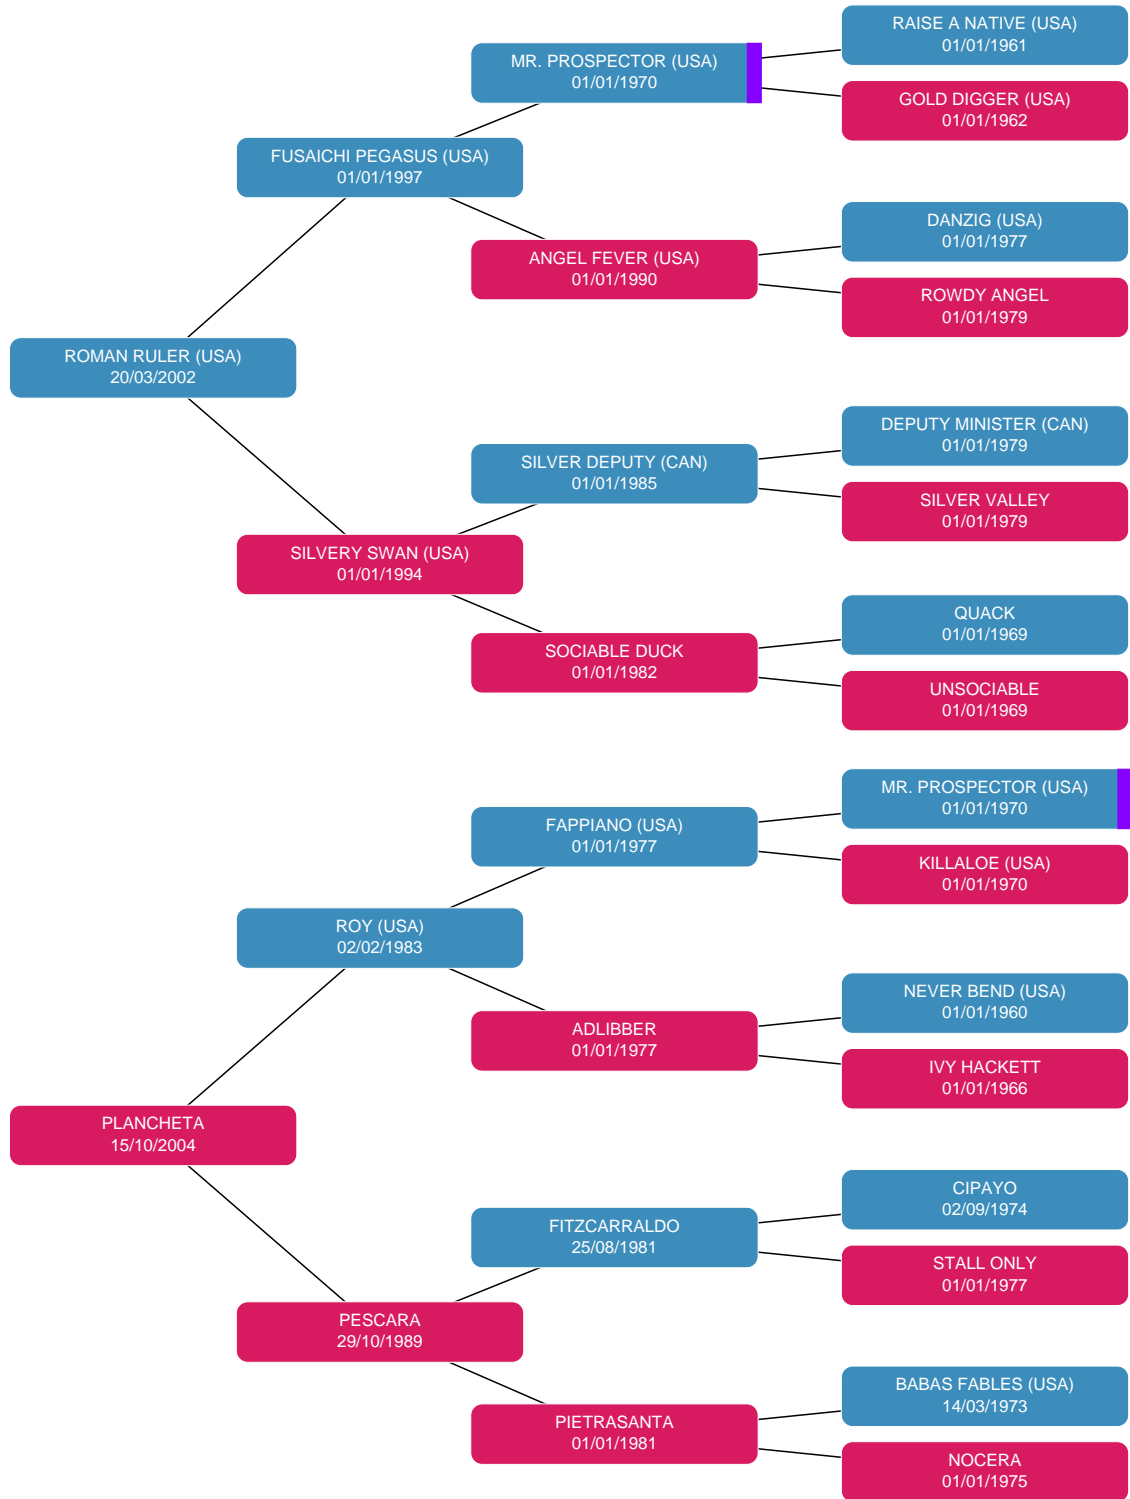 RAISE A NATIVE (USA)
01/01/1961
MR. PROSPECTOR (USA)
01/01/1970
GOLD DIGGER (USA)
01/01/1962
FUSAICHI PEGASUS (USA)
01/01/1997
DANZIG (USA)
01/01/1977
ANGEL FEVER (USA)
01/01/1990
ROWDY ANGEL
01/01/1979
ROMAN RULER (USA)
20/03/2002
DEPUTY MINISTER (CAN)
01/01/1979
SILVER DEPUTY (CAN)
01/01/1985
SILVER VALLEY
01/01/1979
SILVERY SWAN (USA)
01/01/1994
QUACK
01/01/1969
SOCIABLE DUCK
01/01/1982
UNSOCIABLE
01/01/1969
MR. PROSPECTOR (USA)
01/01/1970
FAPPIANO (USA)
01/01/1977
KILLALOE (USA)
01/01/1970
ROY (USA)
02/02/1983
NEVER BEND (USA)
01/01/1960
ADLIBBER
01/01/1977
IVY HACKETT
01/01/1966
PLANCHETA
15/10/2004
CIPAYO
02/09/1974
FITZCARRALDO
25/08/1981
STALL ONLY
01/01/1977
PESCARA
29/10/1989
BABAS FABLES (USA)
14/03/1973
PIETRASANTA
01/01/1981
NOCERA
01/01/1975